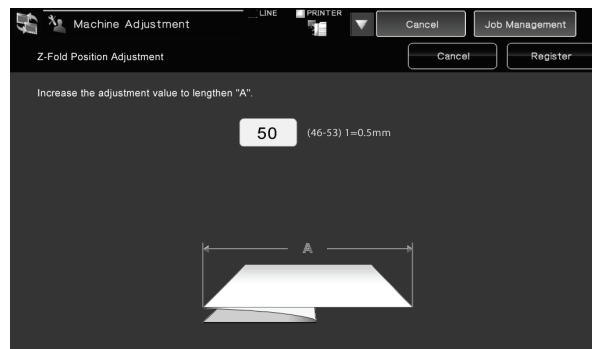 LINE PRINTER
Machine Adjustment Cancel Job Management
Z-Fold Position Adjustment Cancel Register
Increase the adjustment value to lengthen "A".
50 (46-53) 1=0.5mm
A